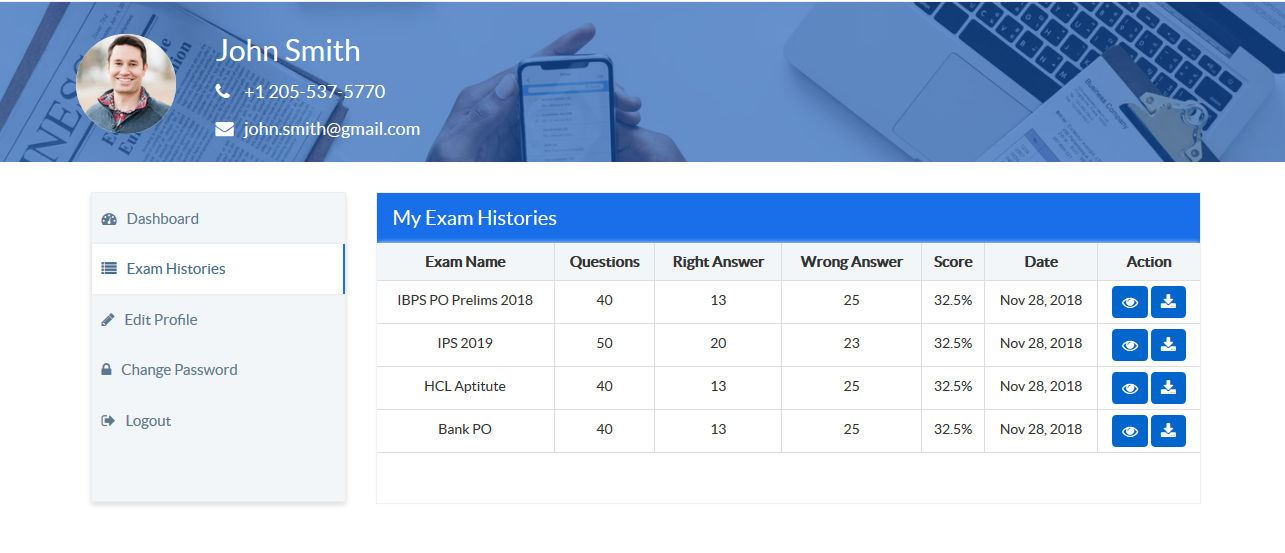 John Smith
+1 205-537-5770
john.smith@gmail.com
Dashboard
Exam Histories
Edit Profile
Change Password
Logout
My Exam Histories
Exam Name Questions Right Answer Wrong Answer Score Date Action
IBPS PO Prelims 2018 40 13 25 32.5% Nov 28, 2018
IPS 2019 50 20 23 32.5% Nov 28, 2018
HCL Aptitute 40 13 25 32.5% Nov 28, 2018
Bank PO 40 13 25 32.5% Nov 28, 2018